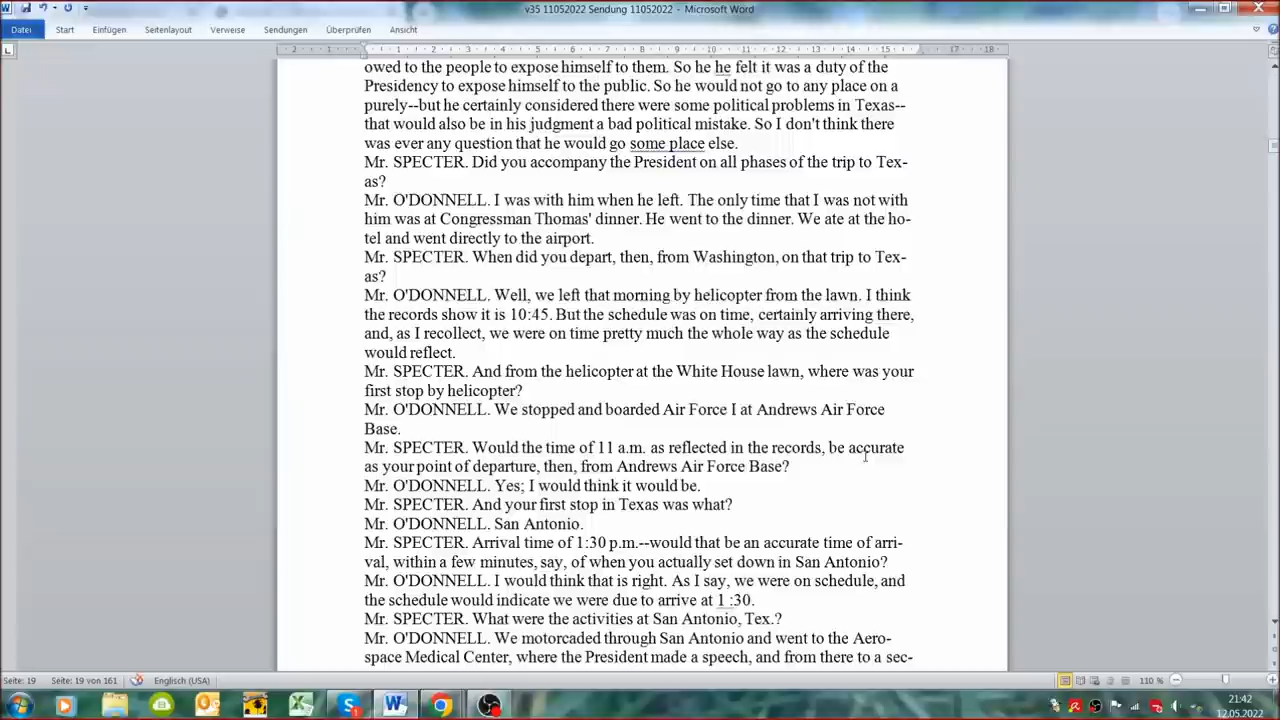 v35 11052022 Sendung 11052022 - Microsoft Word
Datei Start Einfügen Seitenlayout Verweise Sendungen Überprüfen Ansicht
2 1 1 2 3 4 5 6 7 8 9 10 11 12 13 14 15 17 18
owed to the people to expose himself to them. So he he felt it was a duty of the
Presidency to expose himself to the public. So he would not go to any place on a
purely--but he certainly considered there were some political problems in Texas--
that would also be in his judgment a bad political mistake. So I don't think there
was ever any question that he would go some place else.
Mr. SPECTER. Did you accompany the President on all phases of the trip to Tex-
as?
Mr. O'DONNELL. I was with him when he left. The only time that I was not with
him was at Congressman Thomas' dinner. He went to the dinner. We ate at the ho-
tel and went directly to the airport.
Mr. SPECTER. When did you depart, then, from Washington, on that trip to Tex-
as?
Mr. O'DONNELL. Well, we left that morning by helicopter from the lawn. I think
the records show it is 10:45. But the schedule was on time, certainly arriving there,
and, as I recollect, we were on time pretty much the whole way as the schedule
would reflect.
Mr. SPECTER. And from the helicopter at the White House lawn, where was your
first stop by helicopter?
Mr. O'DONNELL. We stopped and boarded Air Force I at Andrews Air Force
Base.
Mr. SPECTER. Would the time of 11 a.m. as reflected in the records, be accurate
as your point of departure, then, from Andrews Air Force Base?
Mr. O'DONNELL. Yes; I would think it would be.
Mr. SPECTER. And your first stop in Texas was what?
Mr. O'DONNELL. San Antonio.
Mr. SPECTER. Arrival time of 1:30 p.m.--would that be an accurate time of arri-
val, within a few minutes, say, of when you actually set down in San Antonio?
Mr. O'DONNELL. I would think that is right. As I say, we were on schedule, and
the schedule would indicate we were due to arrive at 1 :30.
Mr. SPECTER. What were the activities at San Antonio, Tex.?
Mr. O'DONNELL. We motorcaded through San Antonio and went to the Aero-
space Medical Center, where the President made a speech, and from there to a sec-
Seite: 19 Seite: 19 von 161 Englisch (USA) 110 %
21:42
12.05.2022